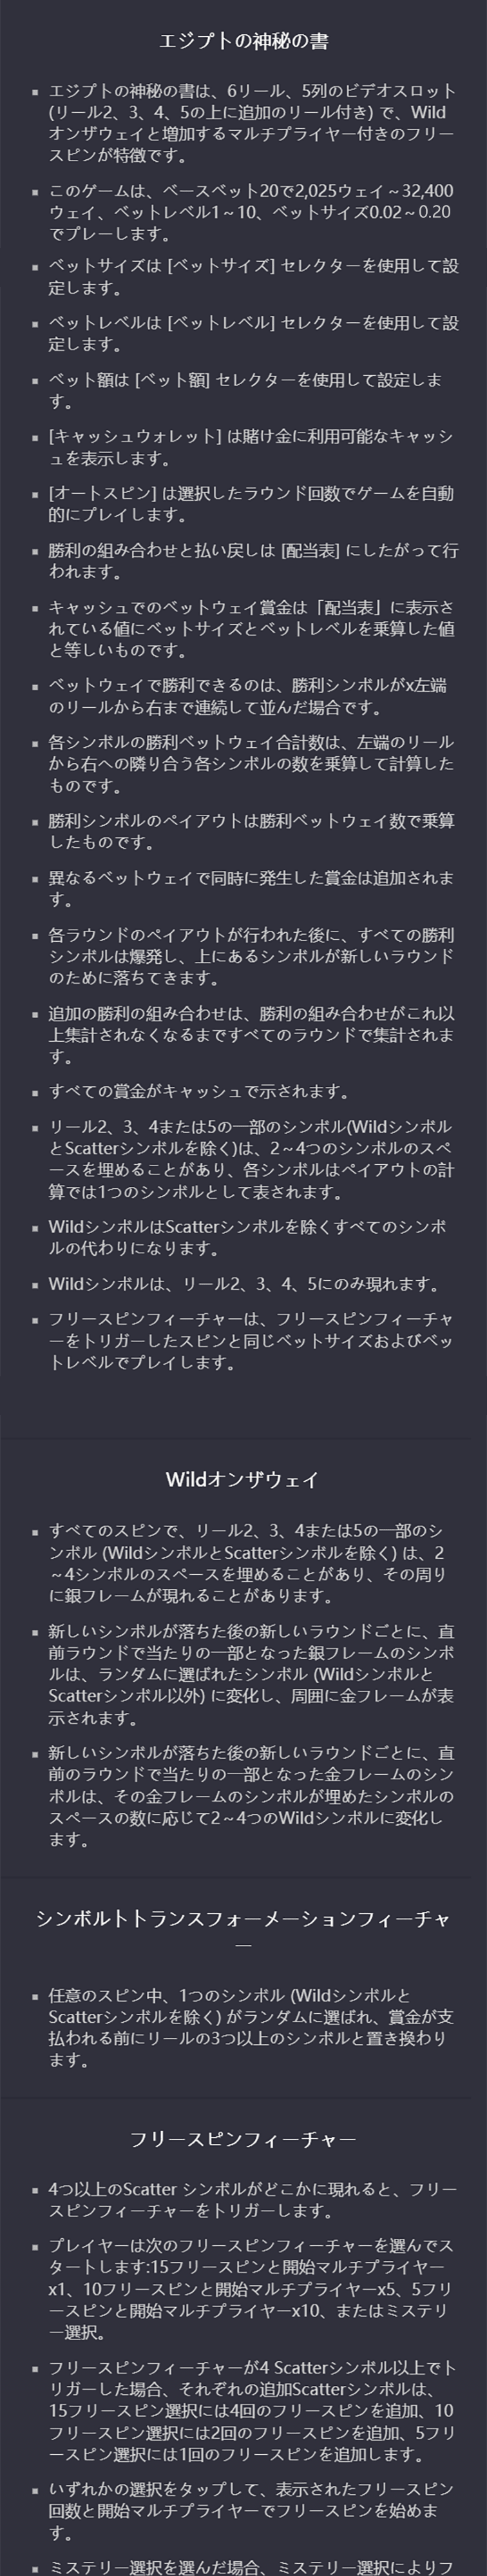 エジプトの神秘の書
エジプトの神秘の書は、6リール、5列のビデオスロット
(リール2、3、4、5の上に追加のリール付き) で、Wild
オンザウェイと増加するマルチプライヤー付きのフリー
スピンが特徴です。
このゲームは、ベースベット20で2,025ウェイ～32,400
ウェイ、ベットレベル1～10、ベットサイズ0.02～0.20
でプレーします。
ベットサイズは [ベットサイズ] セレクターを使用して設
定します。
ベットレベルは [ベットレベル] セレクターを使用して設
定します。
ベット額は [ベット額] セレクターを使用して設定しま
す。
[キャッシュウォレット] は賭け金に利用可能なキャッシ
ュを表示します。
[オートスピン] は選択したラウンド回数でゲームを自動
的にプレイします。
勝利の組み合わせと払い戻しは [配当表] にしたがって行
われます。
キャッシュでのベットウェイ賞金は「配当表」に表示さ
れている値にベットサイズとベットレベルを乗算した値
と等しいものです。
ベットウェイで勝利できるのは、勝利シンボルがx左端
のリールから右まで連続して並んだ場合です。
各シンボルの勝利ベットウェイ合計数は、左端のリール
から右への隣り合う各シンボルの数を乗算して計算した
ものです。
勝利シンボルのペイアウトは勝利ベットウェイ数で乗算
したものです。
異なるベットウェイで同時に発生した賞金は追加されま
す。
各ラウンドのペイアウトが行われた後に、すべての勝利
シンボルは爆発し、上にあるシンボルが新しいラウンド
のために落ちてきます。
追加の勝利の組み合わせは、勝利の組み合わせがこれ以
上集計されなくなるまですべてのラウンドで集計されま
す。
すべての賞金がキャッシュで示されます。
リール2、3、4または5の一部のシンボル(Wildシンボル
とScatterシンボルを除く)は、2～4つのシンボルのスペ
ースを埋めることがあり、各シンボルはペイアウトの計
算では1つのシンボルとして表されます。
WildシンボルはScatterシンボルを除くすべてのシンボ
ルの代わりになります。
Wildシンボルは、リール2、3、4、5にのみ現れます。
フリースピンフィーチャーは、フリースピンフィーチャ
ーをトリガーしたスピンと同じベットサイズおよびベッ
トレベルでプレイします。
Wildオンザウェイ
すべてのスピンで、リール2、3、4または5の一部のシ
ンボル (WildシンボルとScatterシンボルを除く) は、2
～4シンボルのスペースを埋めることがあり、その周り
に銀フレームが現れることがあります。
新しいシンボルが落ちた後の新しいラウンドごとに、直
前ラウンドで当たりの一部となった銀フレームのシンボ
ルは、ランダムに選ばれたシンボル (Wildシンボルと
Scatterシンボル以外) に変化し、周囲に金フレームが表
示されます。
新しいシンボルが落ちた後の新しいラウンドごとに、直
前のラウンドで当たりの一部となった金フレームのシン
ボルは、その金フレームのシンボルが埋めたシンボルの
スペースの数に応じて2～4つのWildシンボルに変化し
ます。
シンボルトトランスフォーメーションフィーチャ
ー
任意のスピン中、1つのシンボル (Wildシンボルと
Scatterシンボルを除く) がランダムに選ばれ、賞金が支
払われる前にリールの3つ以上のシンボルと置き換わり
ます。
フリースピンフィーチャー
4つ以上のScatter シンボルがどこかに現れると、フリー
スピンフィーチャーをトリガーします。
プレイヤーは次のフリースピンフィーチャーを選んでス
タートします:15フリースピンと開始マルチプライヤー
x1、10フリースピンと開始マルチプライヤーx5、5フリ
ースピンと開始マルチプライヤーx10、またはミステリ
ー選択。
フリースピンフィーチャーが4 Scatterシンボル以上でト
リガーした場合、それぞれの追加Scatterシンボルは、
15フリースピン選択には4回のフリースピンを追加、10
フリースピン選択には2回のフリースピンを追加、5フリ
ースピン選択には1回のフリースピンを追加します。
いずれかの選択をタップして、表示されたフリースピン
回数と開始マルチプライヤーでフリースピンを始めま
す。
ミステリー選択を選んだ場合、ミステリー選択によりフ